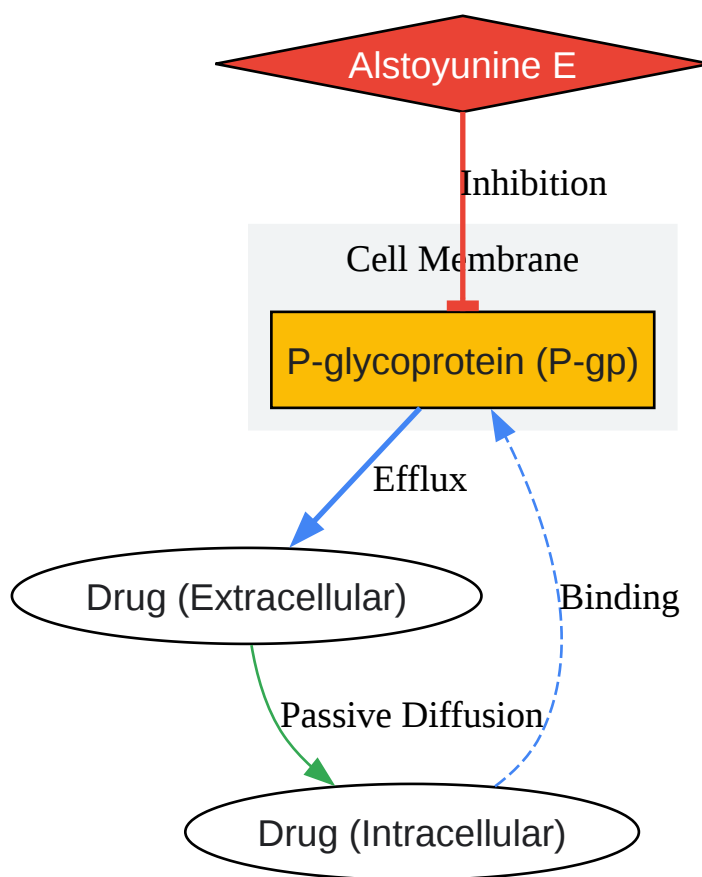 Alstoyunine E
Inhibition
Cell Membrane
P-glycoprotein (P-gp)
Efflux
Drug (Extracellular)
Binding
Passive Diffusion
Drug (Intracellular)